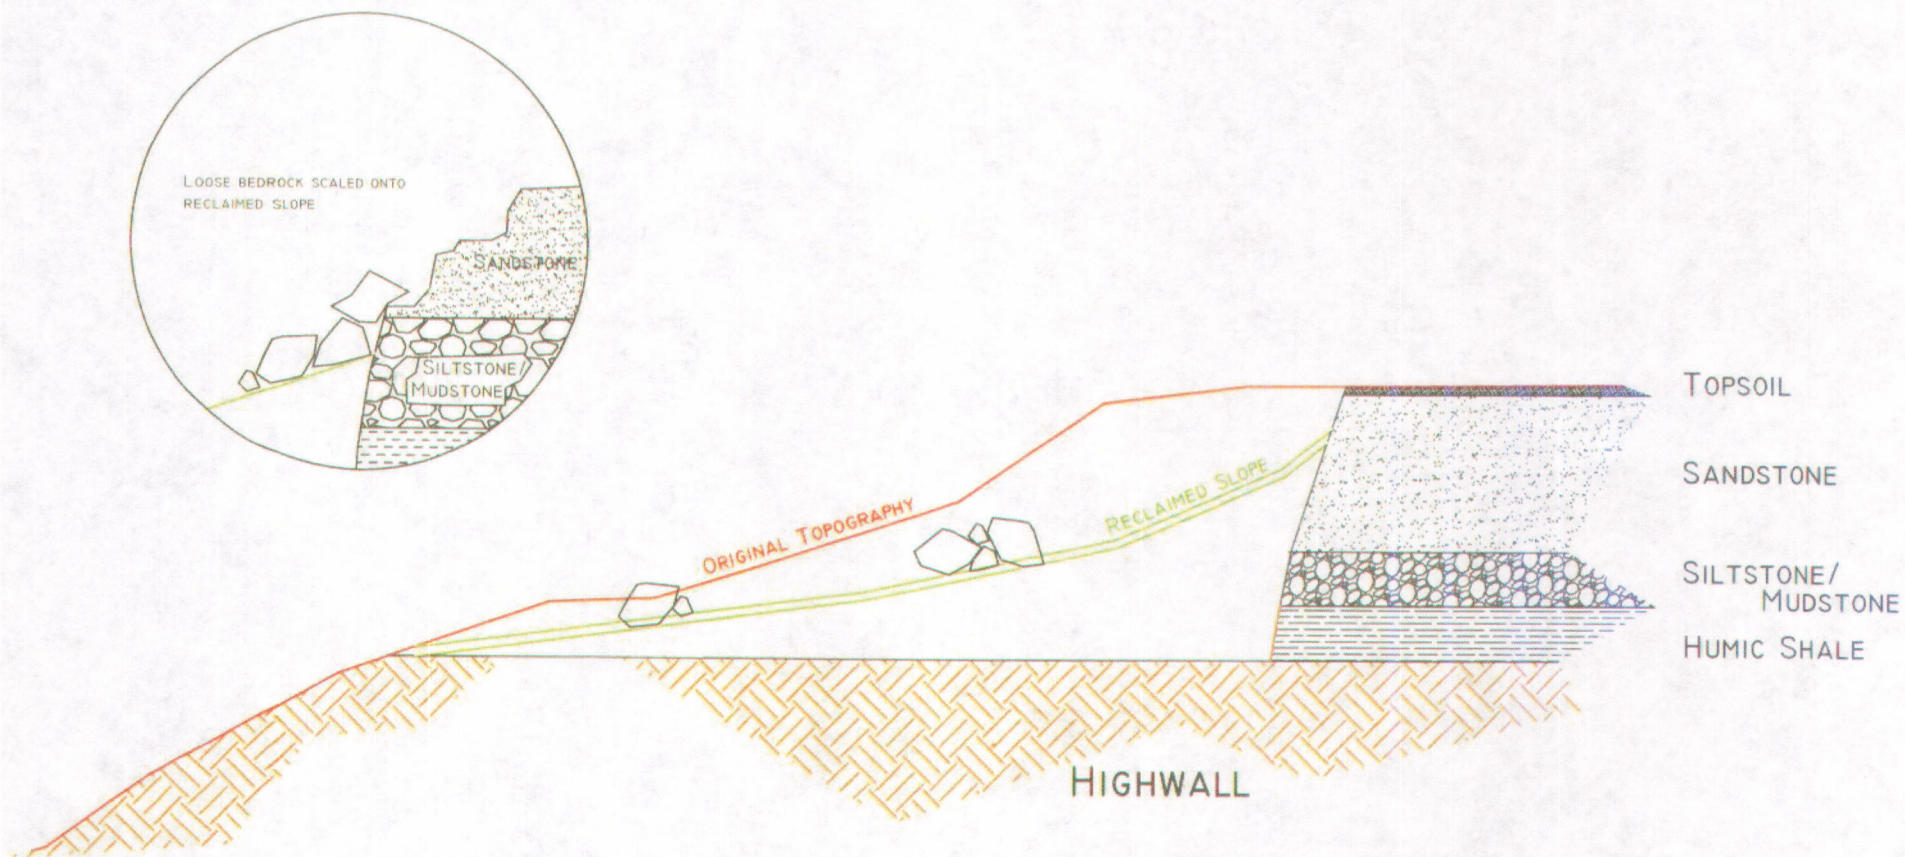 LOOSE BEDROCK SCALED ONTO
RECLAIMED SLOPE
SANDSTONE
SILTSTONE/
MUDSTONE
ORIGINAL TOPOGRAPHY
RECLAIMED SLOPE
TOPSOIL
SANDSTONE
SILTSTONE/
MUDSTONE
HUMIC SHALE
HIGHWALL